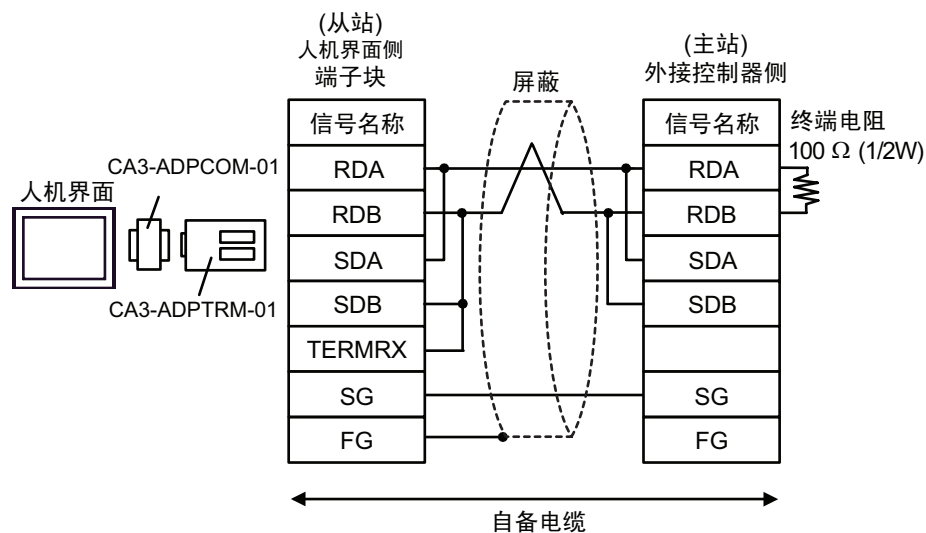 (从站)
人机界面侧
端子块
(主站)
外接控制器侧
屏蔽
信号名称
RDA
RDB
SDA
SDB
TERMRX
SG
FG
信号名称
RDA
RDB
SDA
SDB
SG
FG
终端电阻
100 Ω (1/2W)
CA3-ADPCOM-01
人机界面
CA3-ADPTRM-01
自备电缆